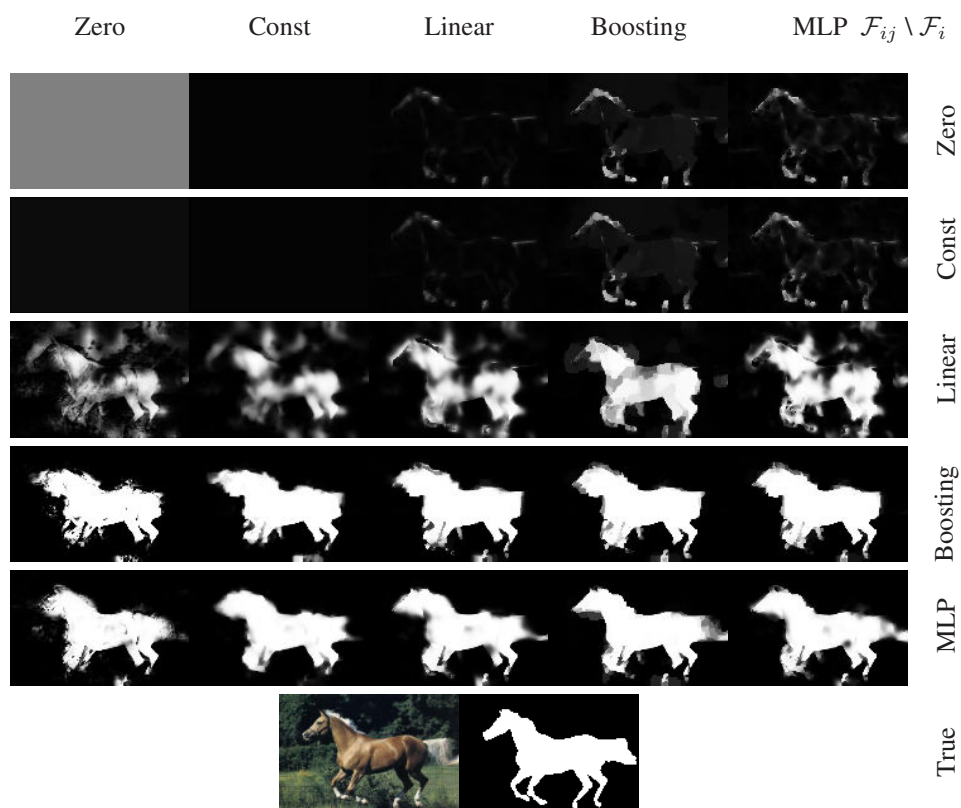 Zero Const Linear Boosting MLP $\mathcal{F}_{ij} \setminus \mathcal{F}_i$
Zero
Const
Linear
Boosting
MLP
True